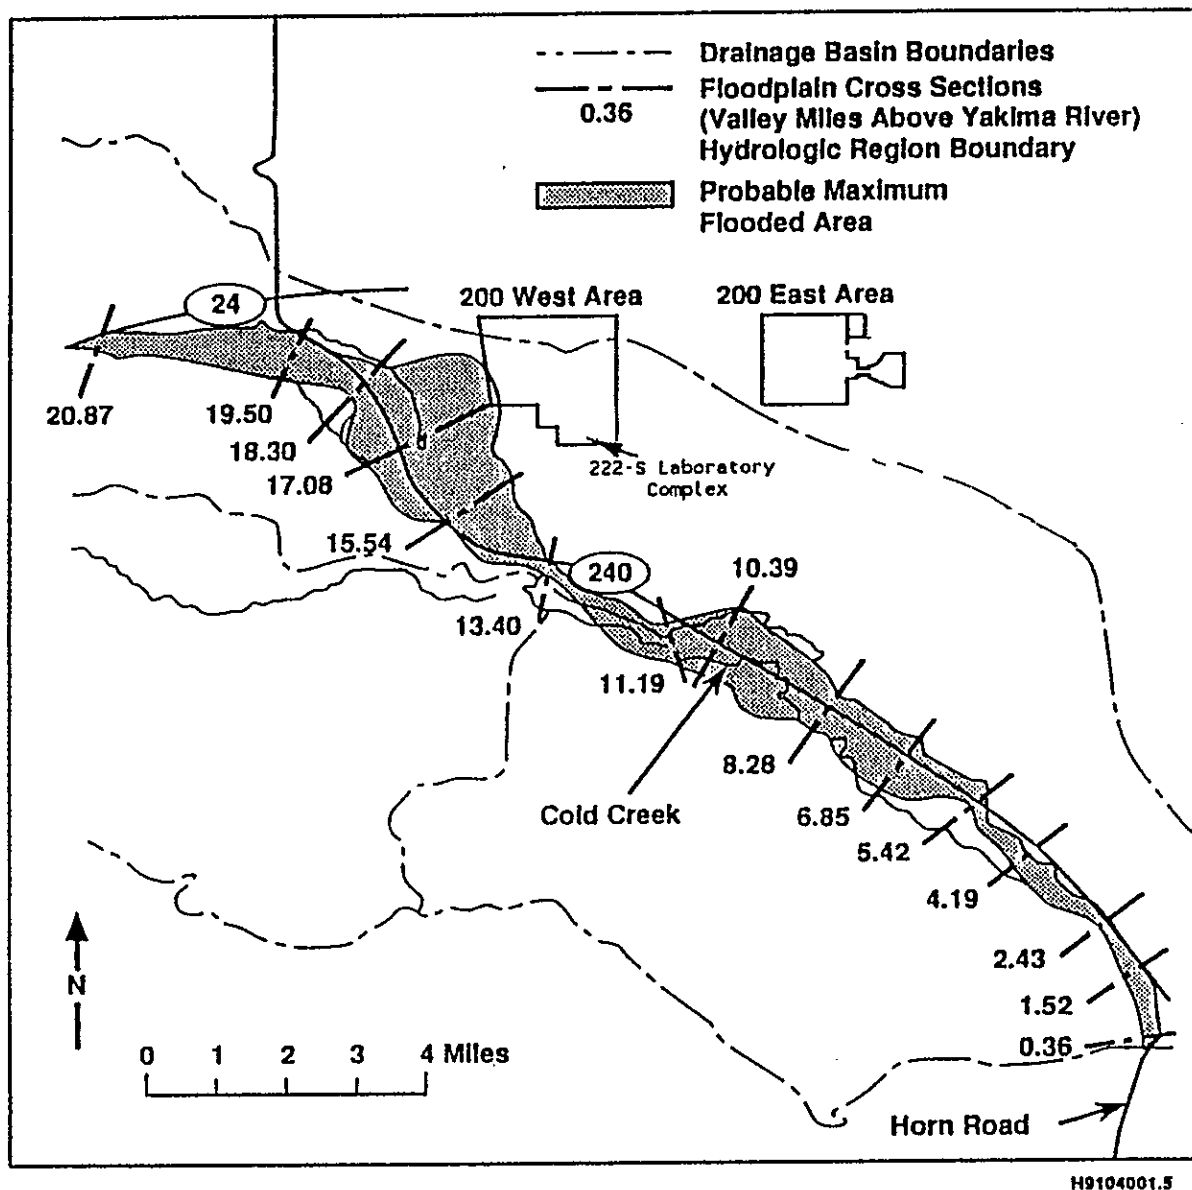 Drainage Basin Boundaries
Floodplain Cross Sections
0.36
(Valley Miles Above Yakima River)
Hydrologic Region Boundary
Probable Maximum
Flooded Area
24
200 West Area
200 East Area
20.87
19.50
18.30
17.08
222-S Laboratory
Complex
15.54
240
10.39
13.40
11.19
8.28
Cold Creek
6.85
5.42
4.19
2.43
N
1.52
0.36
0 1 2 3 4 Miles
Horn Road
H9104001.5